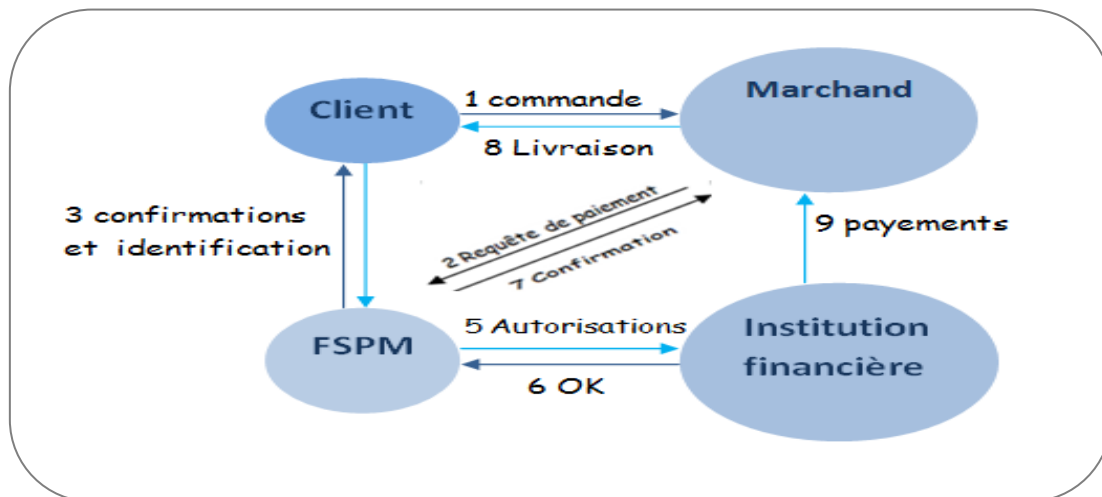 Client
1 commande
Marchand
8 Livraison
3 confirmations
et identification
2 Requête de paiement
7 Confirmation
9 payements
FSPM
5 Autorisations
6 OK
Institution
financière